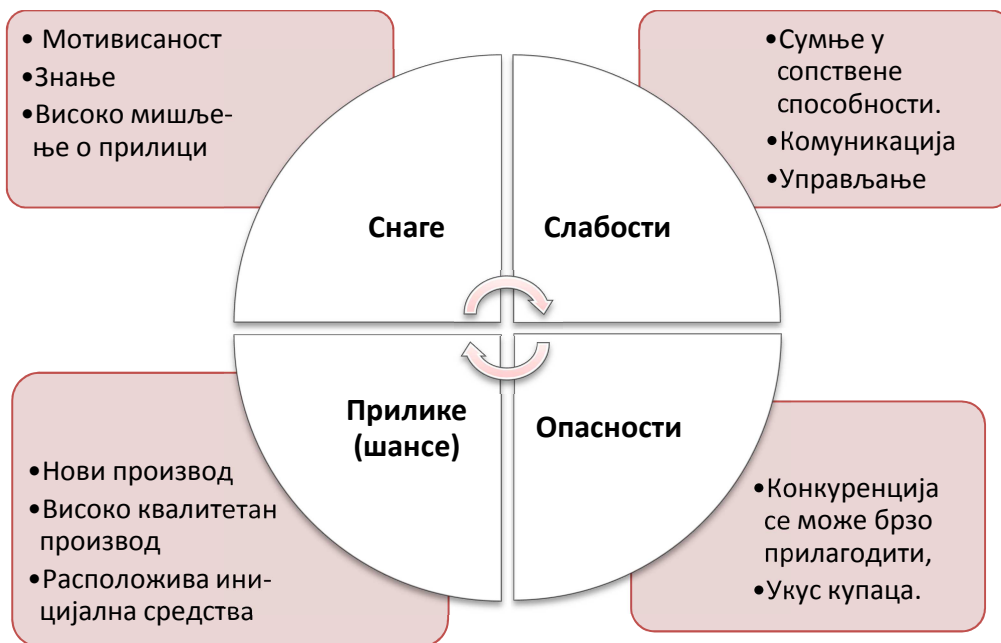 • Мотивисаност
•Знање
•Високо мишље-
ње о прилици
•Сумње у
сопствене
способности.
•Комуникација
•Управљање
Снаге
Слабости
Прилике
(шансе)
Опасности
•Нови производ
•Високо квалитетан
производ
•Расположива ини-
цијална средства
•Конкуренција
се може брзо
прилагодити,
•Укус купаца.